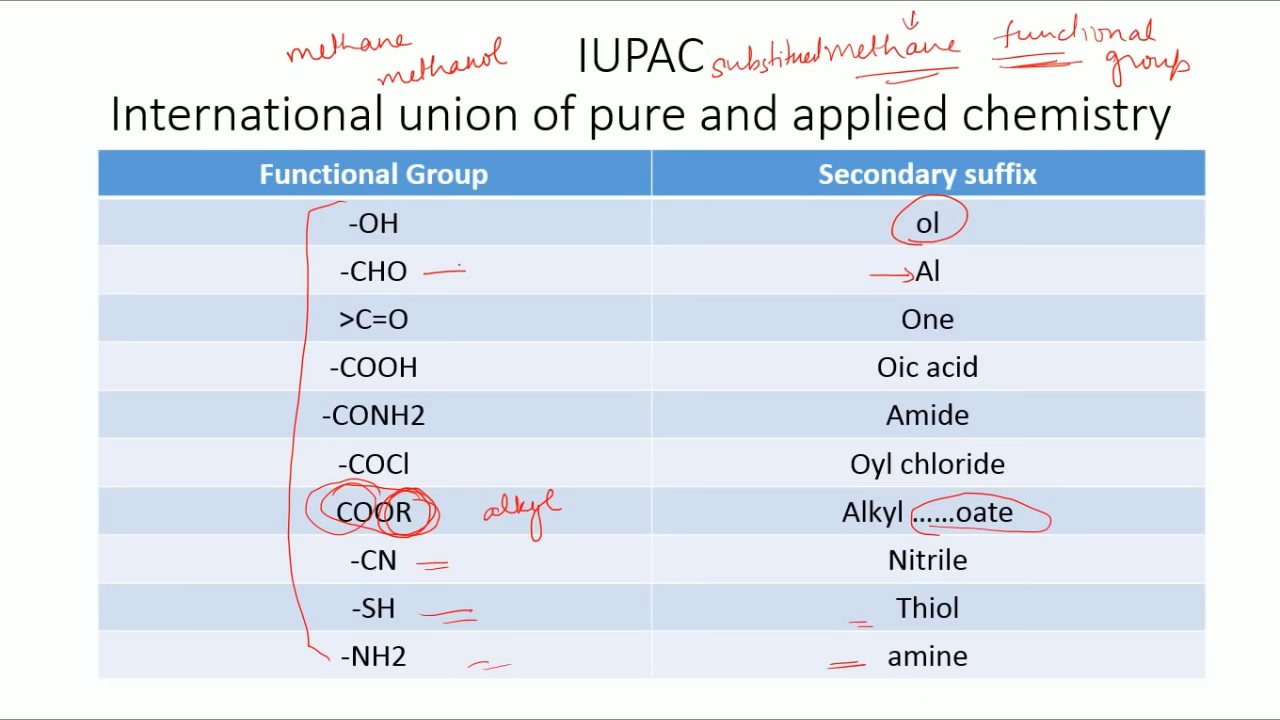 methane
methanol
IUPAC
substitued methane
functional
group
International union of pure and applied chemistry
Functional Group Secondary suffix
-OH ol
-CHO Al
>C=O One
-COOH Oic acid
-CONH2 Amide
-COCl Oyl chloride
COOR alkyl Alkyl ......oate
-CN Nitrile
-SH Thiol
-NH2 amine